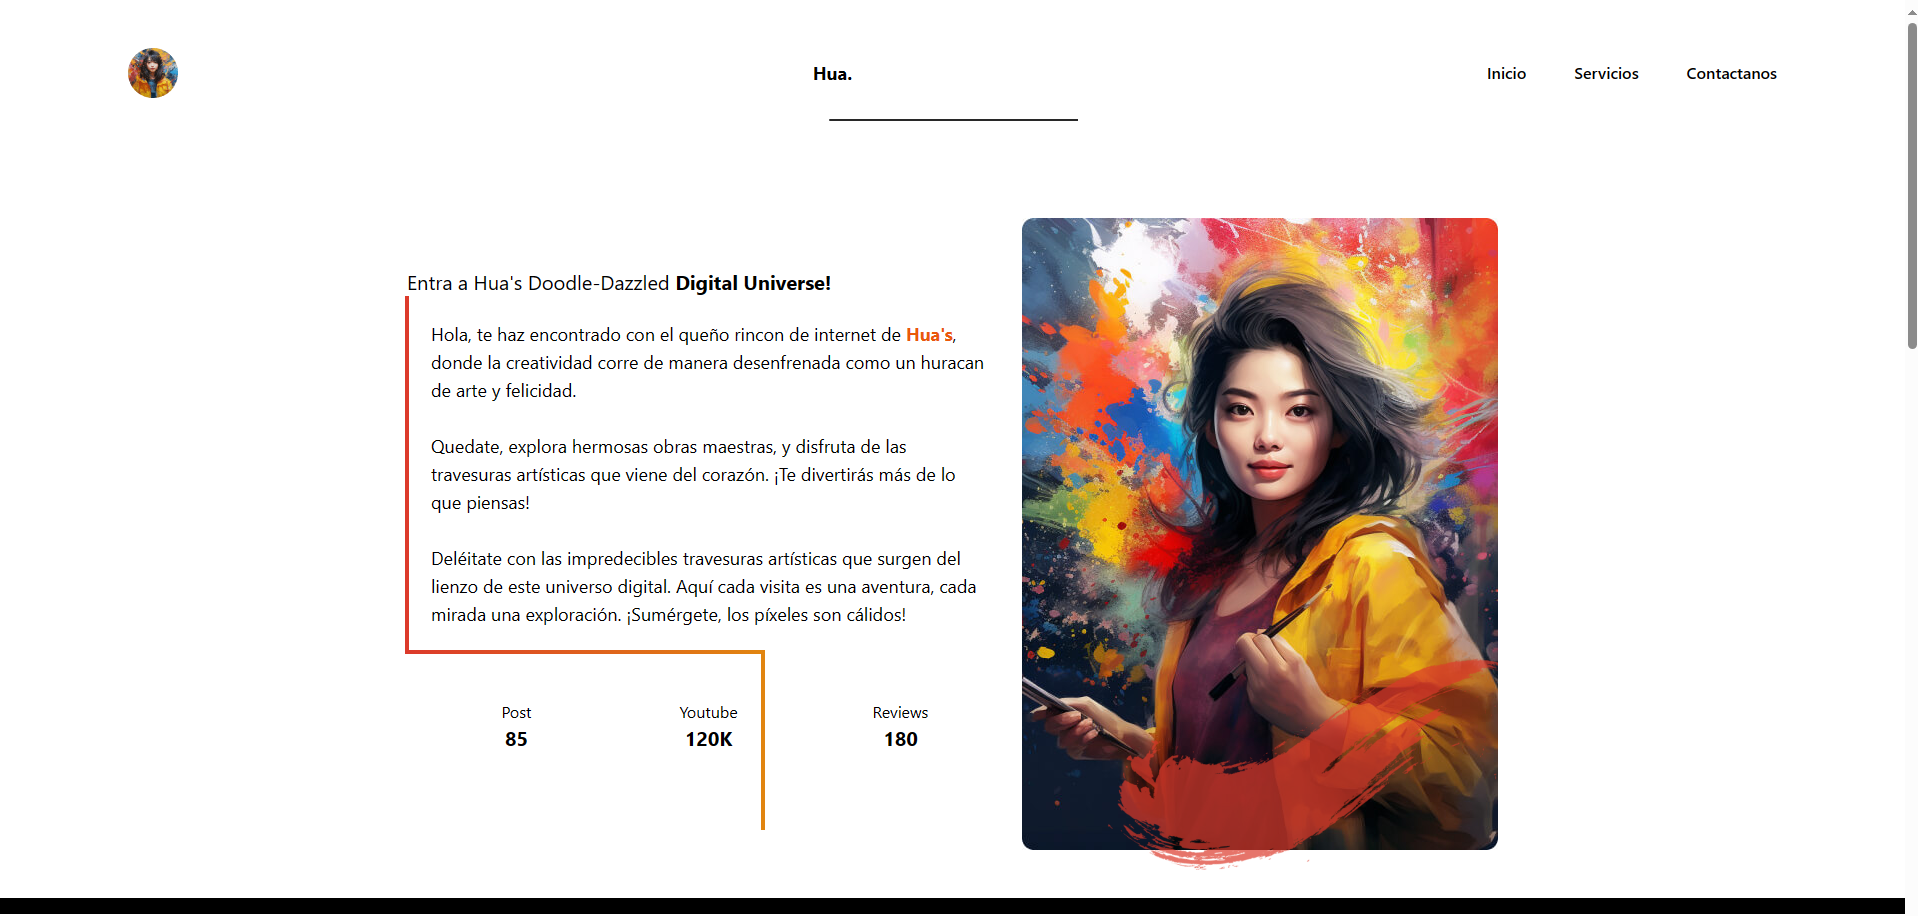 Hua.
Inicio Servicios Contactanos
Entra a Hua's Doodle-Dazzled Digital Universe!
Hola, te haz encontrado con el queño rincon de internet de Hua's,
donde la creatividad corre de manera desenfrenada como un huracan
de arte y felicidad.
Quedate, explora hermosas obras maestras, y disfruta de las
travesuras artísticas que viene del corazón. ¡Te divertirás más de lo
que piensas!
Deléitate con las impredecibles travesuras artísticas que surgen del
lienzo de este universo digital. Aquí cada visita es una aventura, cada
mirada una exploración. ¡Sumérgete, los píxeles son cálidos!
Post Youtube Reviews
85 120K 180